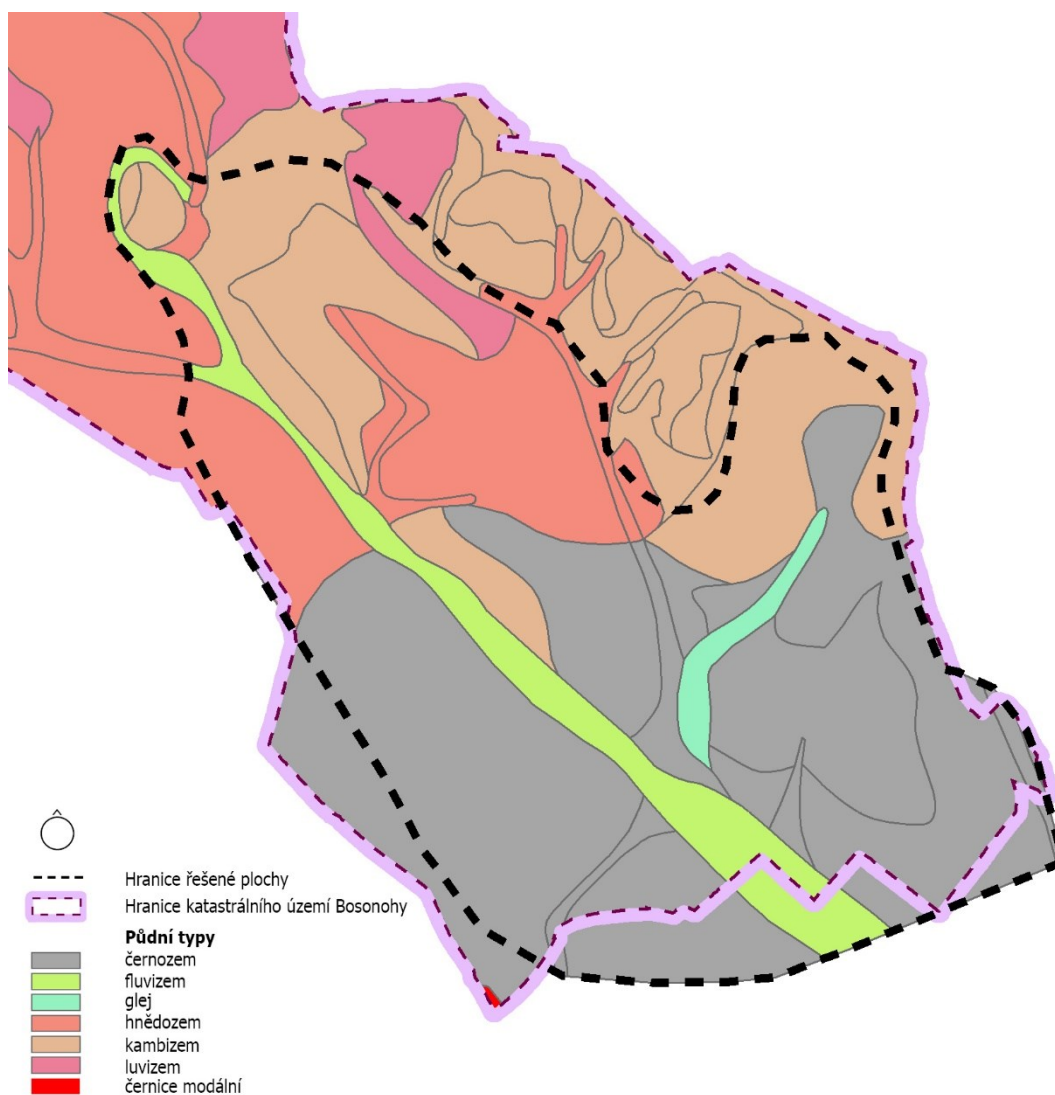 Hranice řešené plochy
Hranice katastrálního území Bosonohy
Půdní typy
černozem
fluvizem
glej
hnědozem
kambizem
luvizem
černice modální